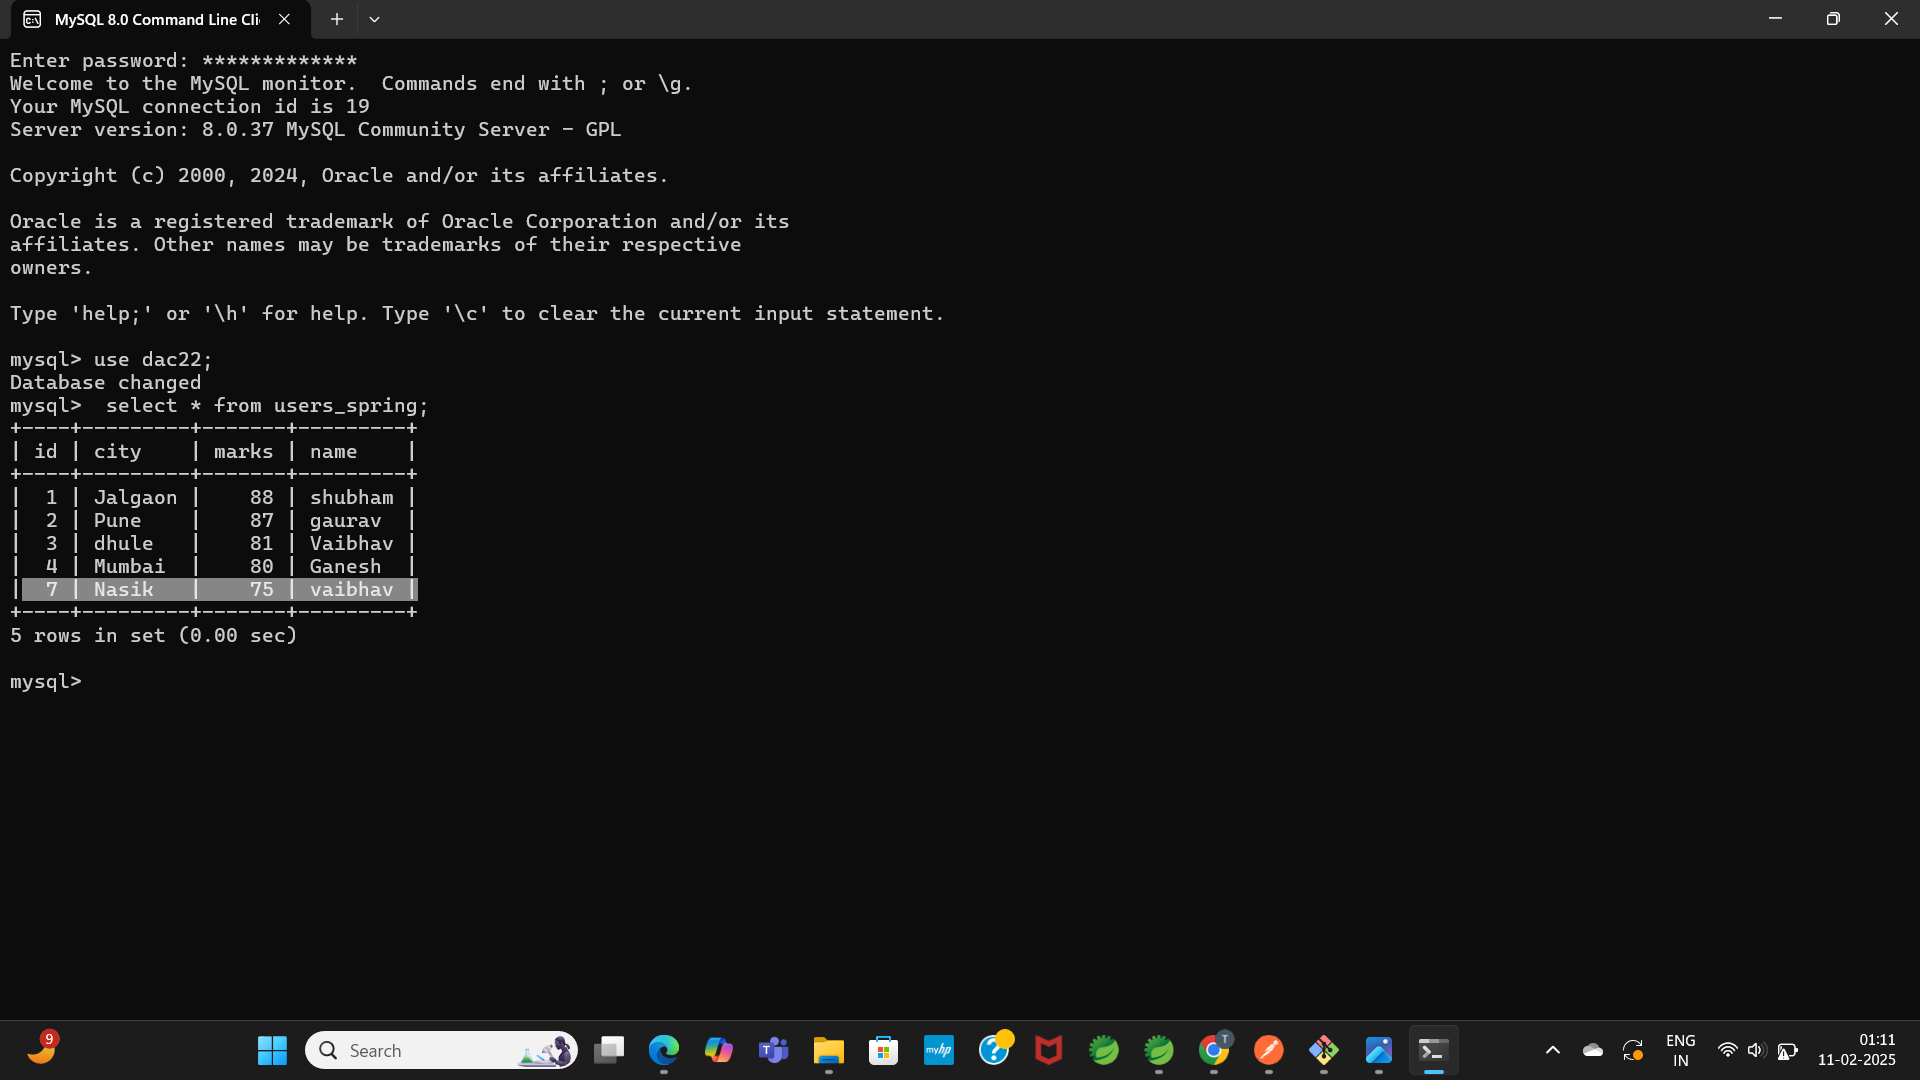 MySQL 8.0 Command Line Cli
Enter password: *************
Welcome to the MySQL monitor.  Commands end with ; or \g.
Your MySQL connection id is 19
Server version: 8.0.37 MySQL Community Server - GPL
Copyright (c) 2000, 2024, Oracle and/or its affiliates.
Oracle is a registered trademark of Oracle Corporation and/or its
affiliates. Other names may be trademarks of their respective
owners.
Type 'help;' or '\h' for help. Type '\c' to clear the current input statement.
mysql> use dac22;
Database changed
mysql>  select * from users_spring;
+----+---------+-------+---------+
| id | city    | marks | name    |
+----+---------+-------+---------+
|  1 | Jalgaon |    88 | shubham |
|  2 | Pune    |    87 | gaurav  |
|  3 | dhule   |    81 | Vaibhav |
|  4 | Mumbai  |    80 | Ganesh  |
|  7 | Nasik   |    75 | vaibhav |
+----+---------+-------+---------+
5 rows in set (0.00 sec)
mysql>
9
Search
myhp
T
ENG
IN
01:11
11-02-2025